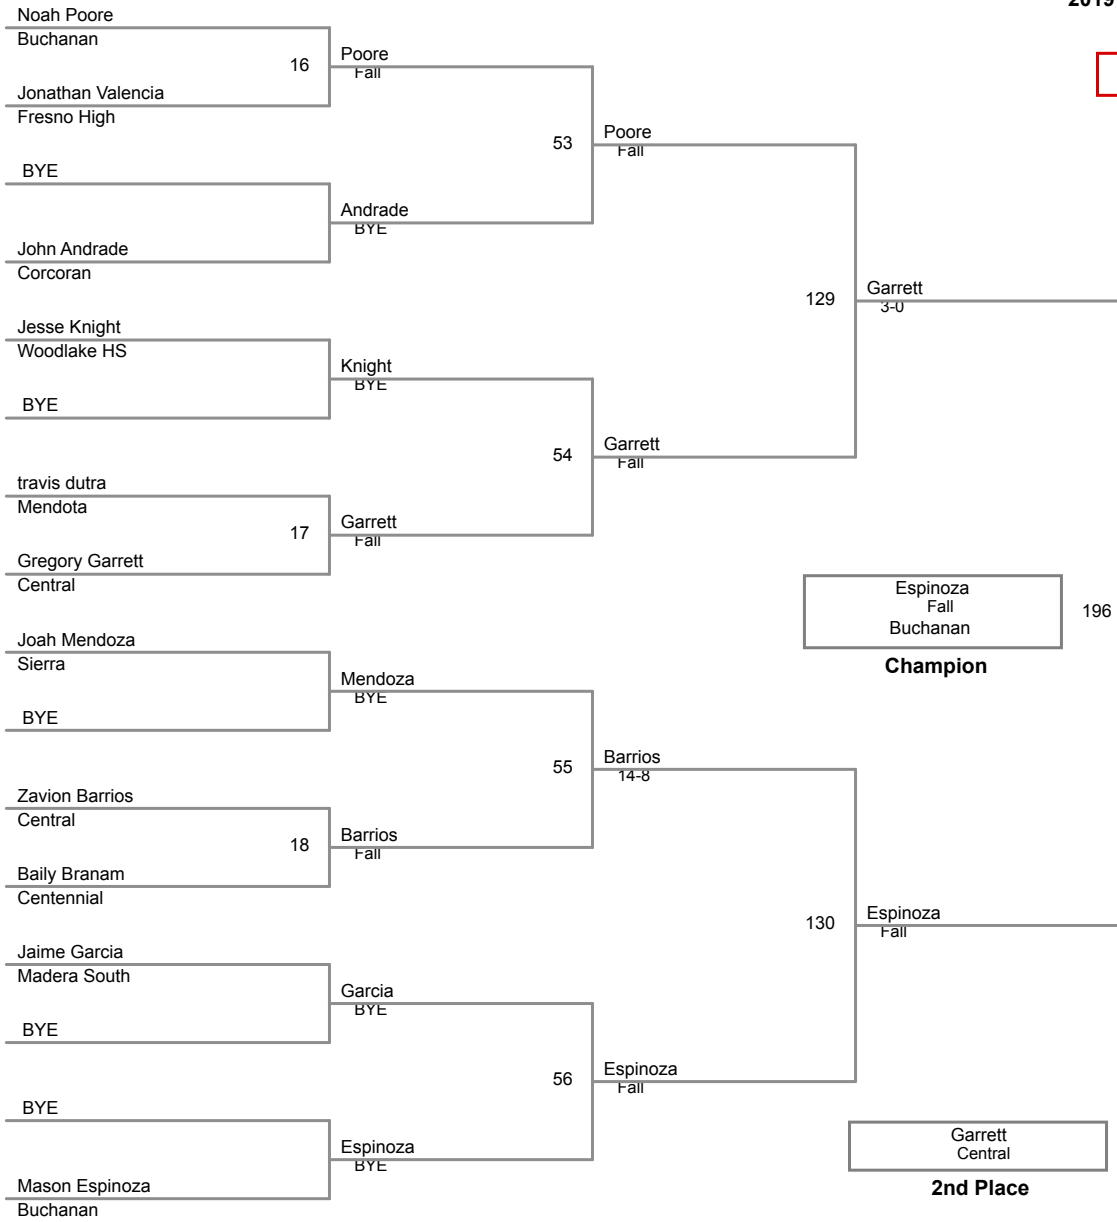 2019
Noah Poore
Buchanan
16
Poore
Fall
Jonathan Valencia
Fresno High
53
Poore
Fall
BYE
Andrade
BYE
John Andrade
Corcoran
129
Garrett
3-0
Jesse Knight
Woodlake HS
Knight
BYE
BYE
54
Garrett
Fall
travis dutra
Mendota
17
Garrett
Fall
Gregory Garrett
Central
Espinoza
Fall
Buchanan
196
Champion
Joah Mendoza
Sierra
Mendoza
BYE
BYE
55
Barrios
14-8
Zavion Barrios
Central
18
Barrios
Fall
Baily Branam
Centennial
130
Espinoza
Fall
Jaime Garcia
Madera South
Garcia
BYE
BYE
56
Espinoza
Fall
BYE
Espinoza
BYE
Mason Espinoza
Buchanan
Garrett
Central
2nd Place